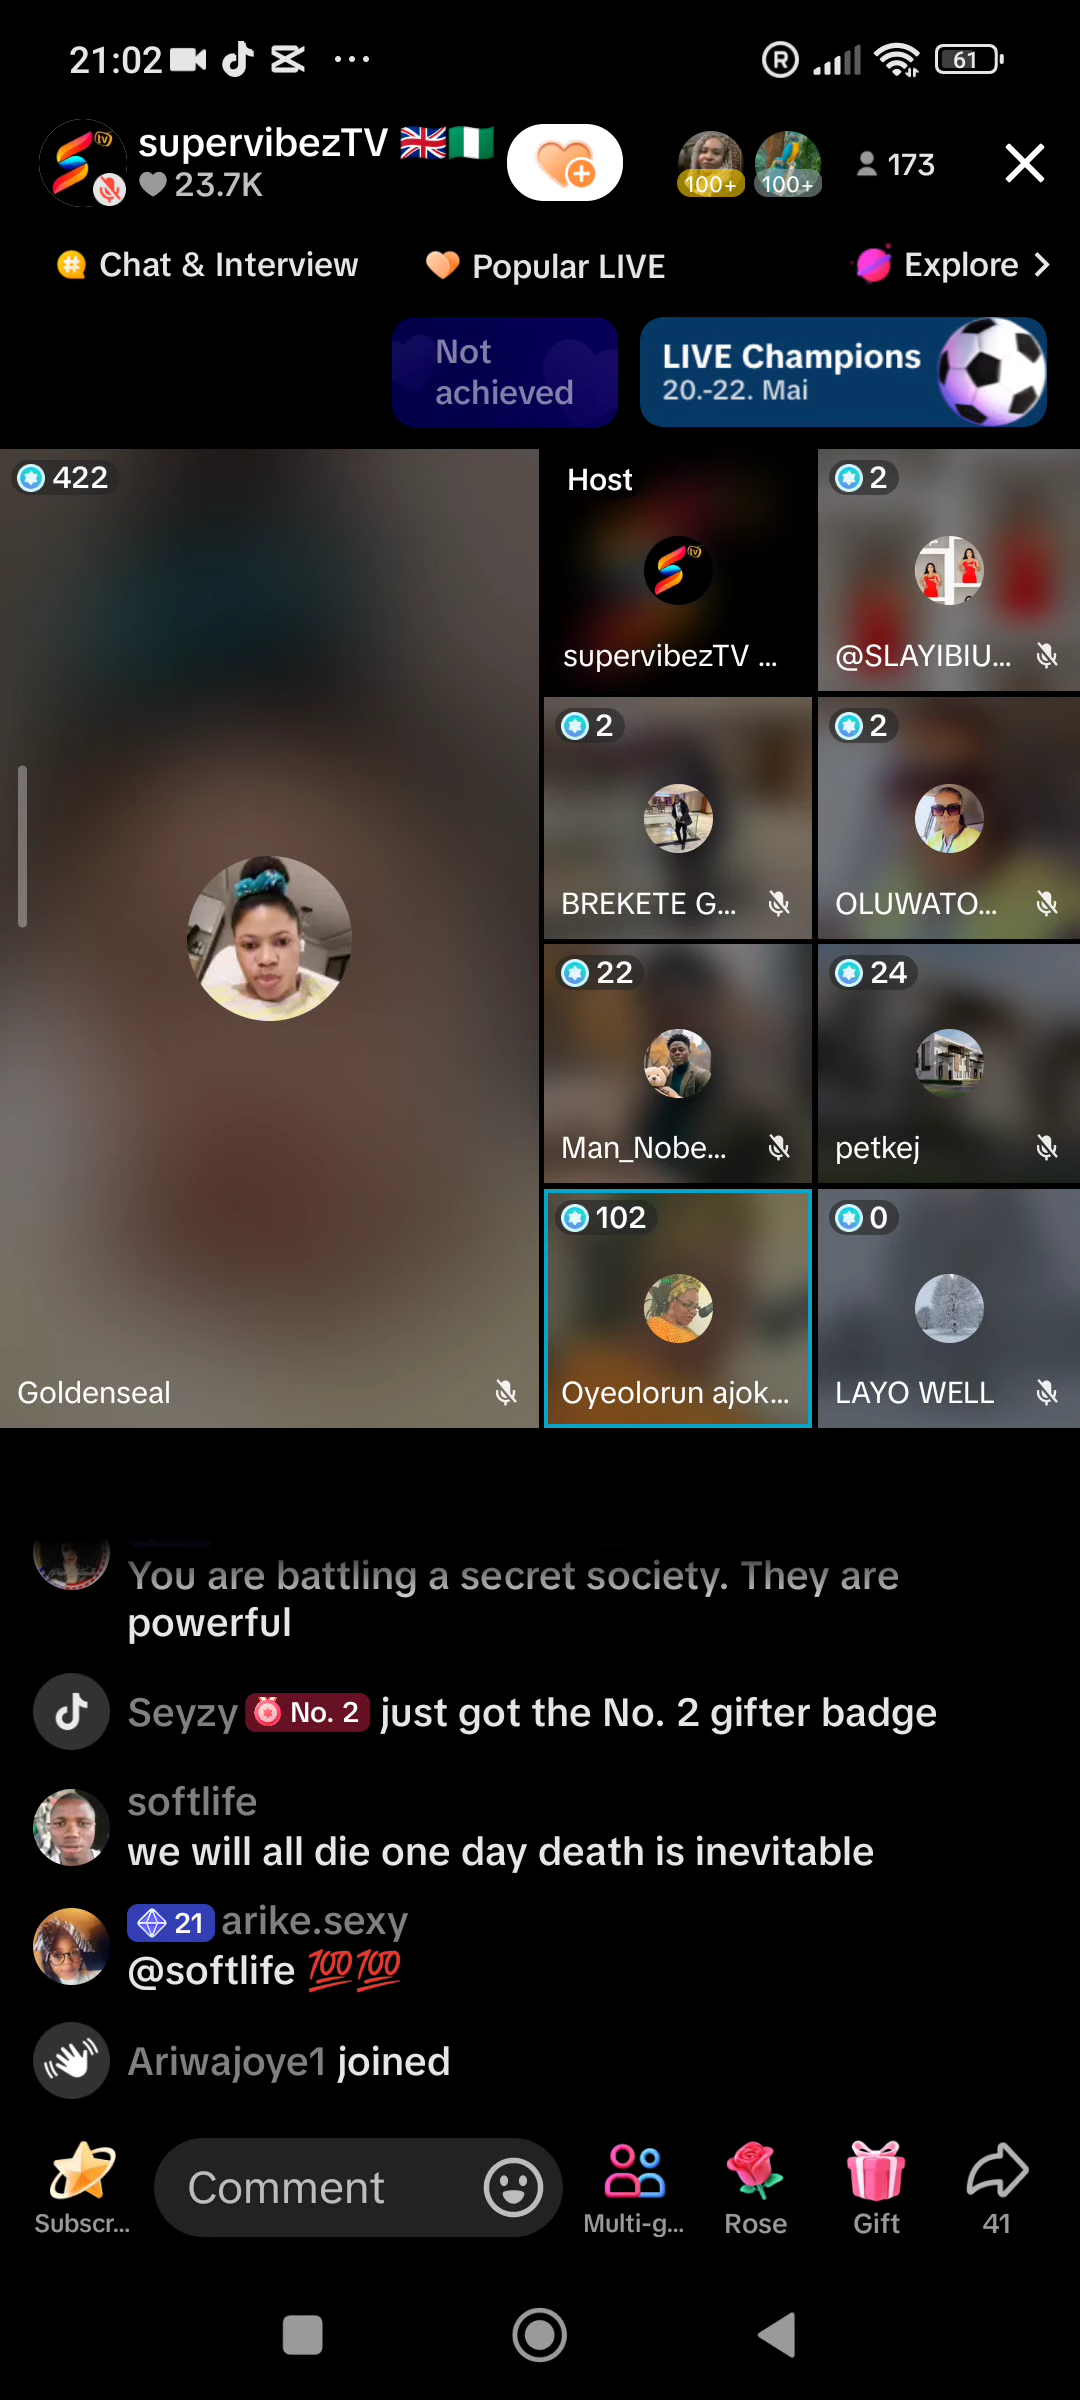 21:02
61
supervibezTV 🇬🇧🇳🇬
23.7K
100+
100+
173
Chat & Interview
Popular LIVE
Explore
Not
achieved
LIVE Champions
20.-22. Mai
422
Host
2
supervibezTV ...
@SLAYIBIU...
2
2
BREKETE G...
OLUWATO...
22
24
Man_Nobe...
petkej
102
0
Goldenseal
Oyeolorun ajok...
LAYO WELL
You are battling a secret society. They are
powerful
Seyzy No. 2 just got the No. 2 gifter badge
softlife
we will all die one day death is inevitable
21 arike.sexy
@softlife 💯💯
Ariwajoye1 joined
Comment
Subscr...
Multi-g...
Rose
Gift
41